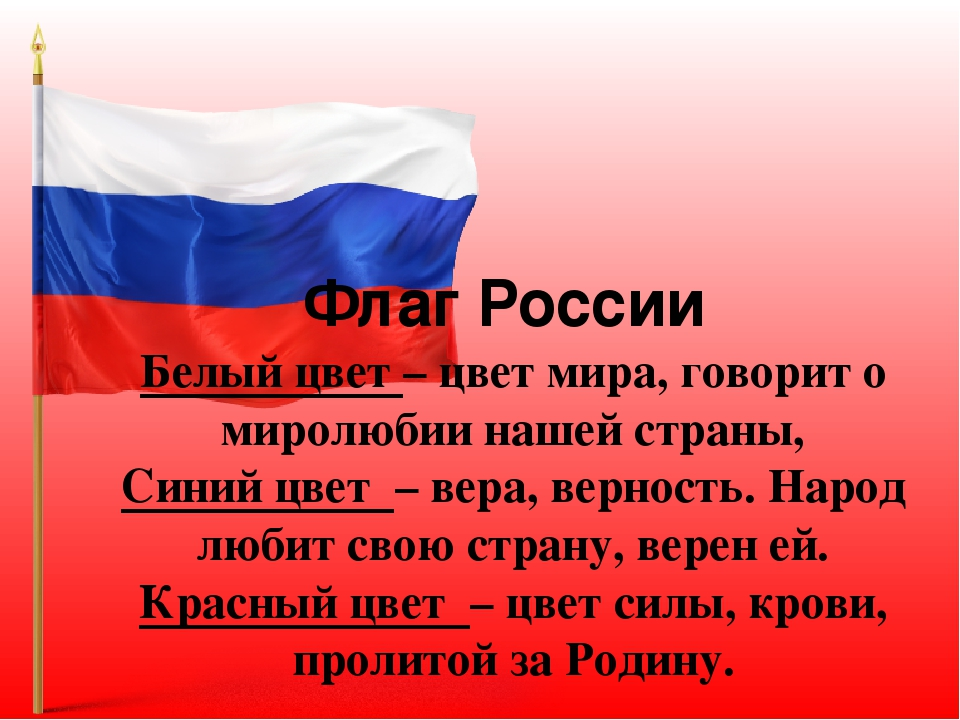 Флаг России
Белый цвет – цвет мира, говорит о
миролюбии нашей страны,
Синий цвет – вера, верность. Народ
любит свою страну, верен ей.
Красный цвет – цвет силы, крови,
пролитой за Родину.